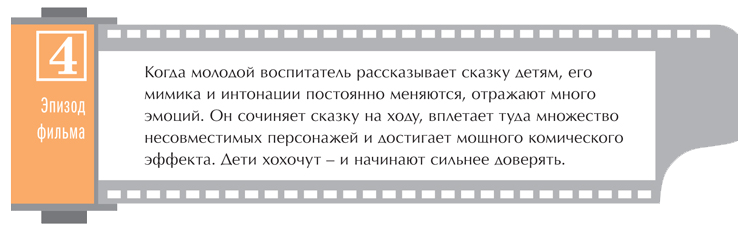 4
Эпизод
фильма
Когда молодой воспитатель рассказывает сказку детям, его
мимика и интонации постоянно меняются, отражают много
эмоций. Он сочиняет сказку на ходу, вплетает туда множество
несовместимых персонажей и достигает мощного комического
эффекта. Дети хохочут – и начинают сильнее доверять.